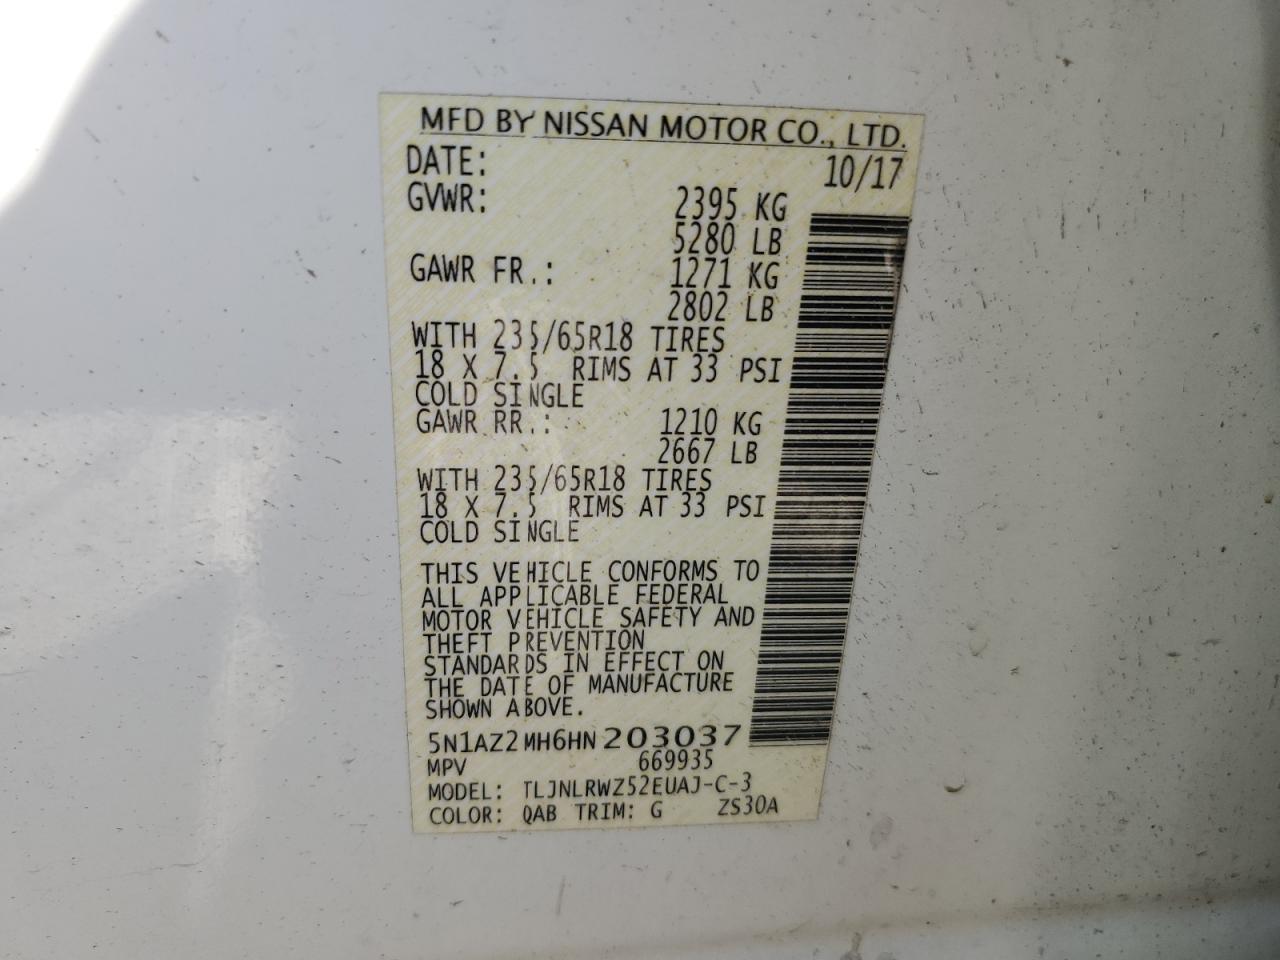 MFD BY NISSAN MOTOR CO., LTD.
DATE: 10/17
GVWR: 2395 KG
5280 LB
GAWR FR.: 1271 KG
2802 LB
WITH 235/65R18 TIRES
18 X 7.5 RIMS AT 33 PSI
COLD SINGLE
GAWR RR.: 1210 KG
2667 LB
WITH 235/65R18 TIRES
18 X 7.5 RIMS AT 33 PSI
COLD SINGLE
THIS VEHICLE CONFORMS TO
ALL APPLICABLE FEDERAL
MOTOR VEHICLE SAFETY AND
THEFT PREVENTION
STANDARDS IN EFFECT ON
THE DATE OF MANUFACTURE
SHOWN ABOVE.
5N1AZ2MH6HN203037
MPV 669935
MODEL: TLJNLRWZ52EUAJ-C-3
COLOR: QAB TRIM: G ZS30A